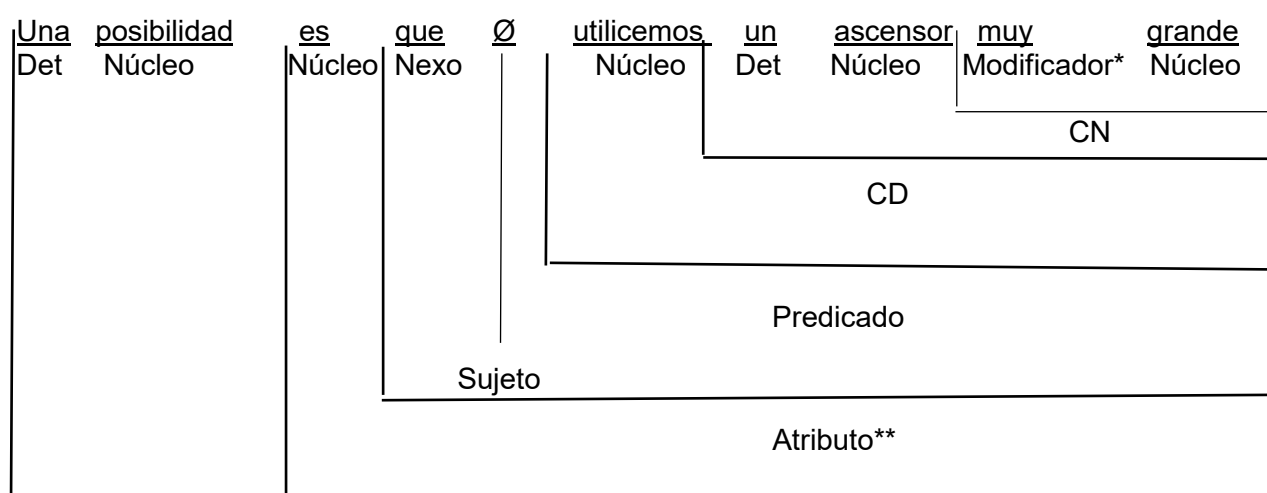 Una posibilidad es que Ø utilicemos un ascensor muy grande
Det Núcleo Núcleo Nexo Núcleo Det Núcleo Modificador* Núcleo
CN
CD
Predicado
Sujeto
Atributo**